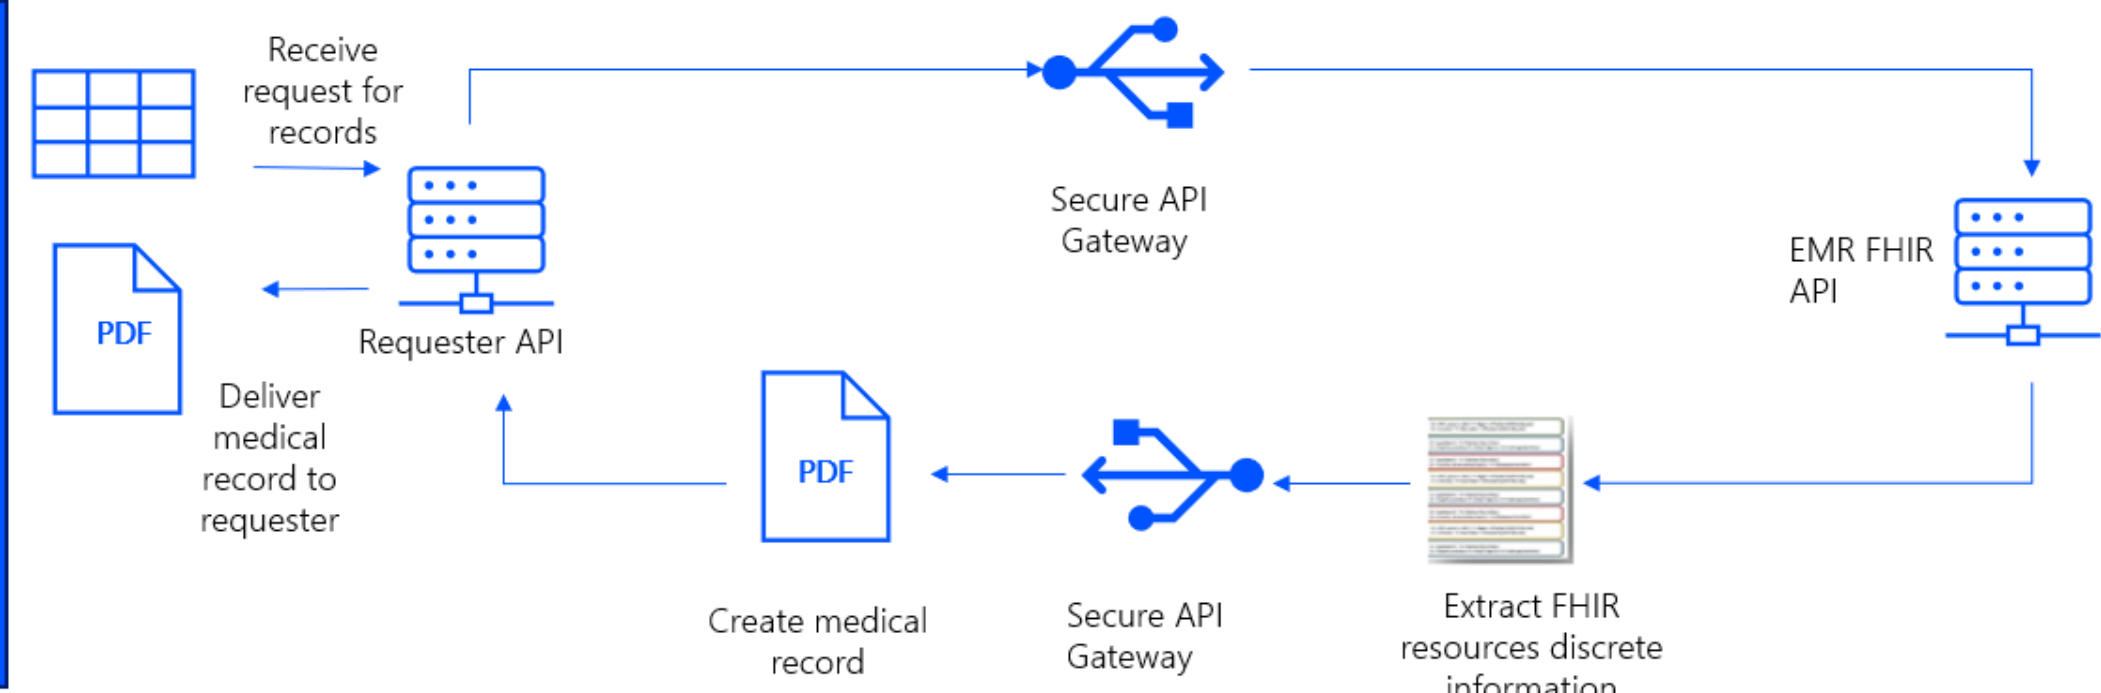 Receive
request for
records
Secure API
Gateway
EMR FHIR
API
Requester API
PDF
Deliver
medical
record to
requester
PDF
Create medical
record
Secure API
Gateway
Extract FHIR
resources discrete
information